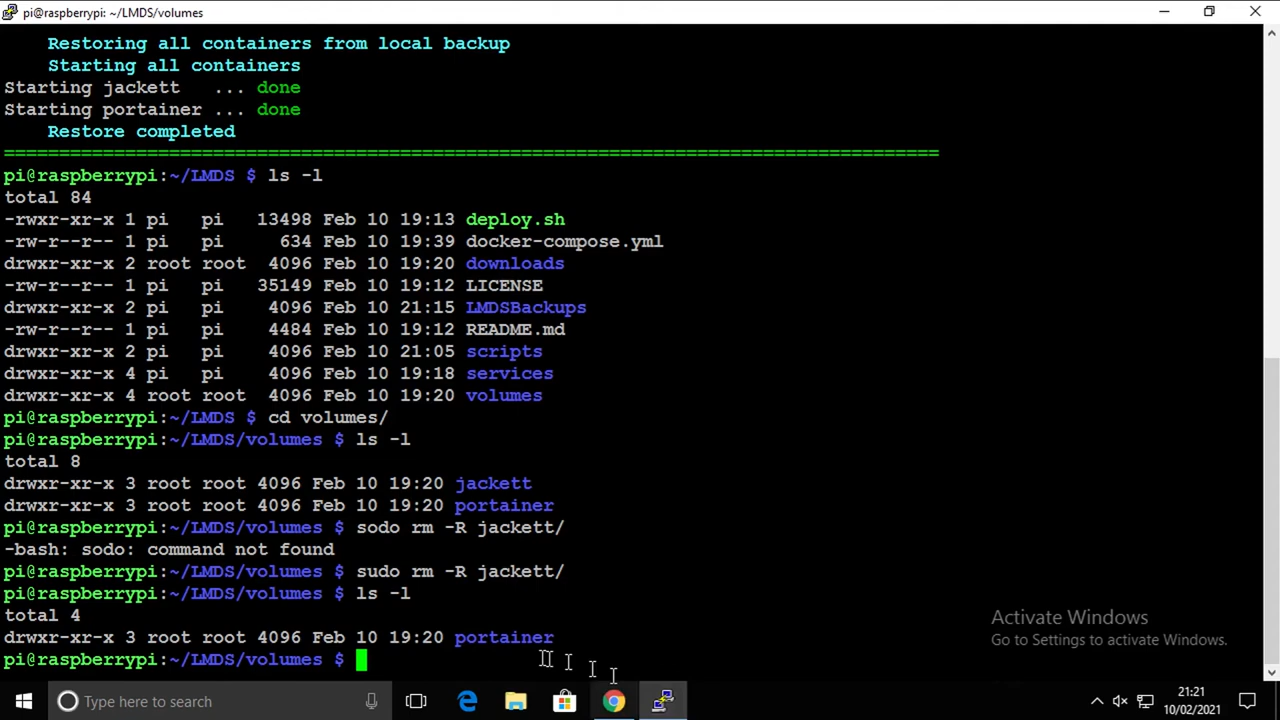 pi@raspberrypi: ~/LMDS/volumes
Restoring all containers from local backup
Starting all containers
Starting jackett ... done
Starting portainer ... done
Restore completed
=====================================================================================
pi@raspberrypi:~/LMDS $ ls -l
total 84
-rwxr-xr-x 1 pi pi 13498 Feb 10 19:13 deploy.sh
-rw-r--r-- 1 pi pi 634 Feb 10 19:39 docker-compose.yml
drwxr-xr-x 2 root root 4096 Feb 10 19:20 downloads
-rw-r--r-- 1 pi pi 35149 Feb 10 19:12 LICENSE
drwxr-xr-x 2 pi pi 4096 Feb 10 21:15 LMDSBackups
-rw-r--r-- 1 pi pi 4484 Feb 10 19:12 README.md
drwxr-xr-x 2 pi pi 4096 Feb 10 21:05 scripts
drwxr-xr-x 4 pi pi 4096 Feb 10 19:18 services
drwxr-xr-x 4 root root 4096 Feb 10 19:20 volumes
pi@raspberrypi:~/LMDS $ cd volumes/
pi@raspberrypi:~/LMDS/volumes $ ls -l
total 8
drwxr-xr-x 3 root root 4096 Feb 10 19:20 jackett
drwxr-xr-x 3 root root 4096 Feb 10 19:20 portainer
pi@raspberrypi:~/LMDS/volumes $ sodo rm -R jackett/
-bash: sodo: command not found
pi@raspberrypi:~/LMDS/volumes $ sudo rm -R jackett/
pi@raspberrypi:~/LMDS/volumes $ ls -l
total 4
drwxr-xr-x 3 root root 4096 Feb 10 19:20 portainer
pi@raspberrypi:~/LMDS/volumes $
Activate Windows
Go to Settings to activate Windows.
Type here to search
21:21
10/02/2021